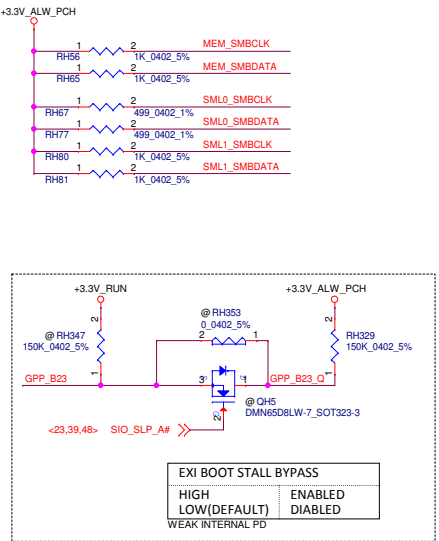 +3.3V_ALW_PCH
1 2 MEM_SMBCLK
RH56 1K_0402_5%
1 2 MEM_SMBDATA
RH65 1K_0402_5%
1 2 SML0_SMBCLK
RH67 499_0402_1%
1 2 SML0_SMBDATA
RH77 499_0402_1%
1 2 SML1_SMBCLK
RH80 1K_0402_5%
1 2 SML1_SMBDATA
RH81 1K_0402_5%
+3.3V_RUN +3.3V_ALW_PCH
@ RH353
0_0402_5%
2 1
2 @ RH347 1
150K_0402_5%
2 RH329 1
150K_0402_5%
GPP_B23 3 1 GPP_B23_Q
2 @ QH5
DMN65D8LW-7_SOT323-3
<23,39,48> SIO_SLP_A#
EXI BOOT STALL BYPASS
HIGH ENABLED
LOW(DEFAULT) DIABLED
WEAK INTERNAL PD